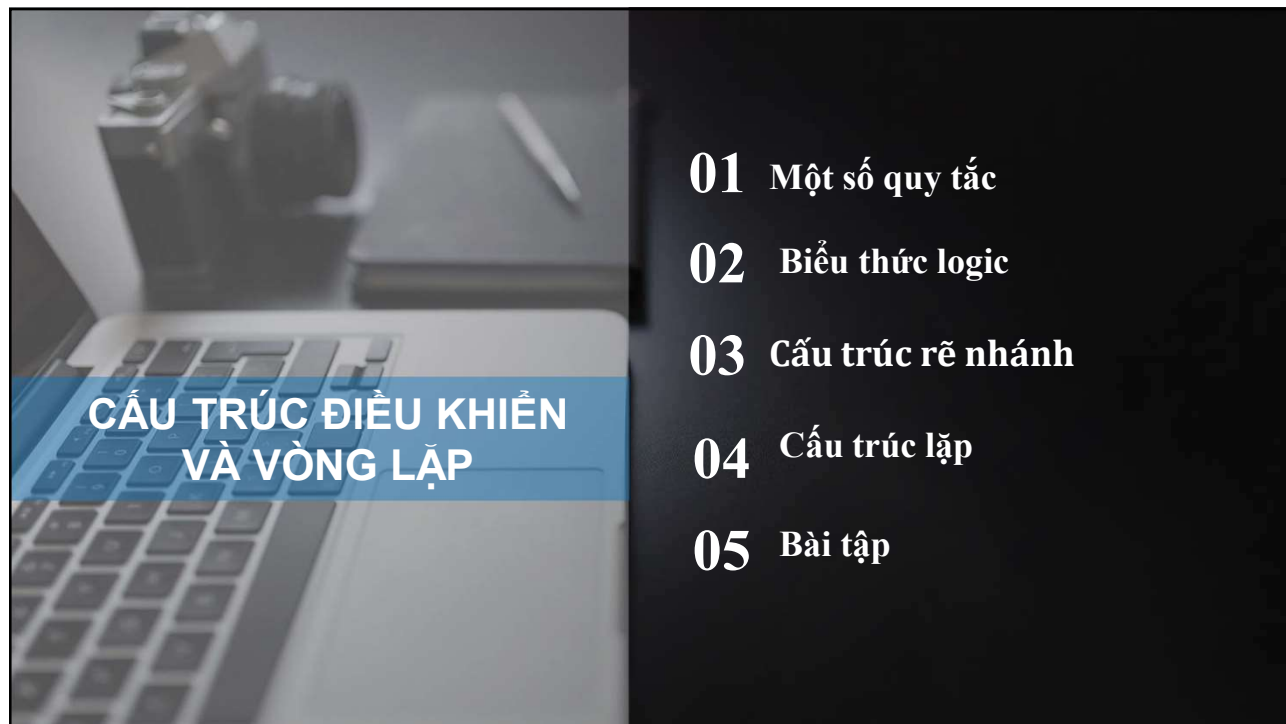 CẤU TRÚC ĐIỀU KHIỂN
VÀ VÒNG LẶP
01 Một số quy tắc
02 Biểu thức logic
03 Cấu trúc rẽ nhánh
04 Cấu trúc lặp
05 Bài tập